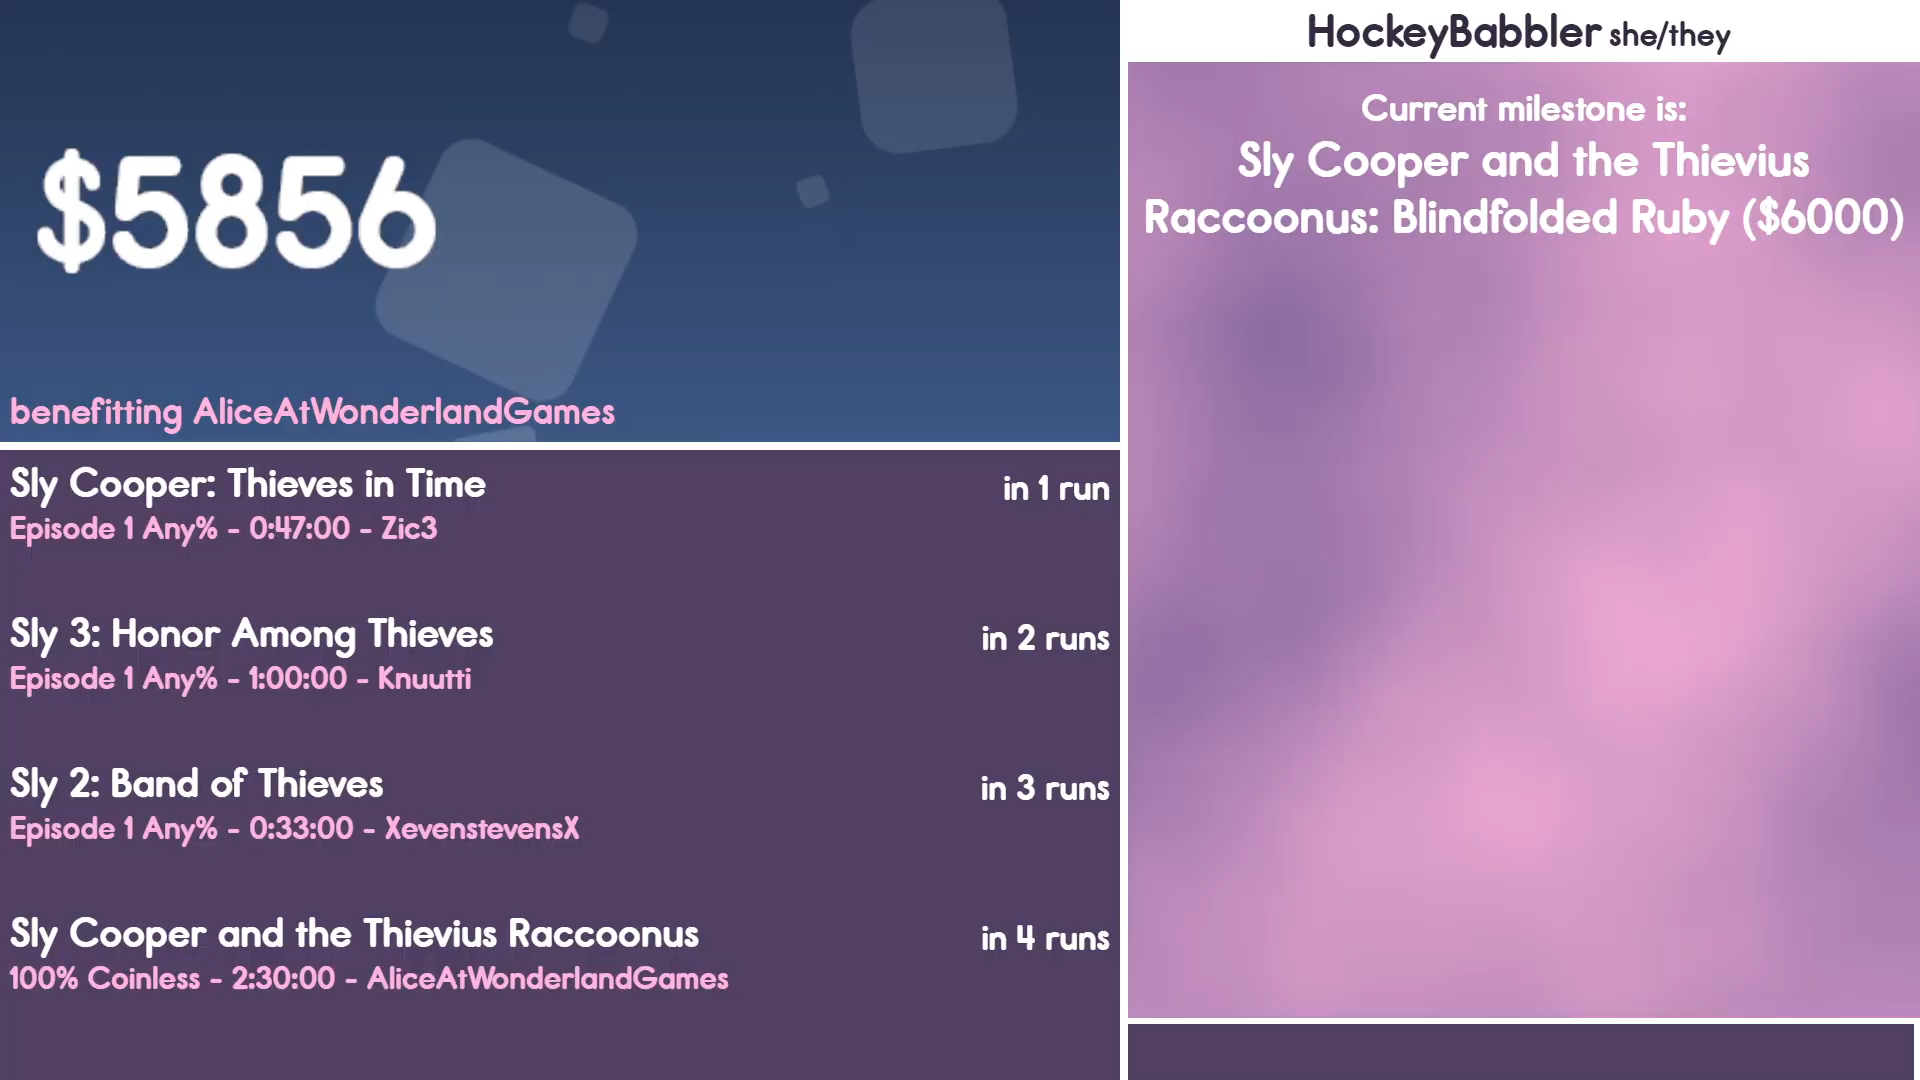 $5856
benefitting AliceAtWonderlandGames
Sly Cooper: Thieves in Time
in 1 run
Episode 1 Any% - 0:47:00 - Zic3
Sly 3: Honor Among Thieves
in 2 runs
Episode 1 Any% - 1:00:00 - Knuutti
Sly 2: Band of Thieves
in 3 runs
Episode 1 Any% - 0:33:00 - XevenstevensX
Sly Cooper and the Thievius Raccoonus
in 4 runs
100% Coinless - 2:30:00 - AliceAtWonderlandGames
HockeyBabbler she/they
Current milestone is:
Sly Cooper and the Thievius
Raccoonus: Blindfolded Ruby ($6000)